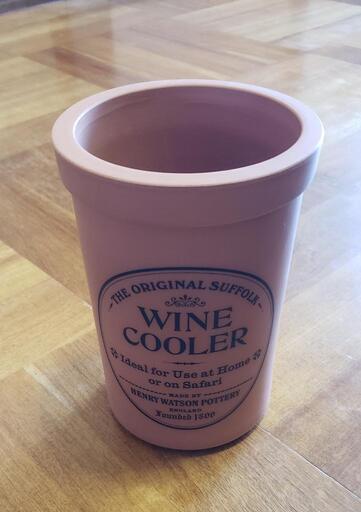 THE ORIGINAL SUFFOLK
WINE
COOLER
Ideal for Use at Home
or on Safari
MADE BY
HENRY WATSON POTTERY
ENGLAND
Founded 1800